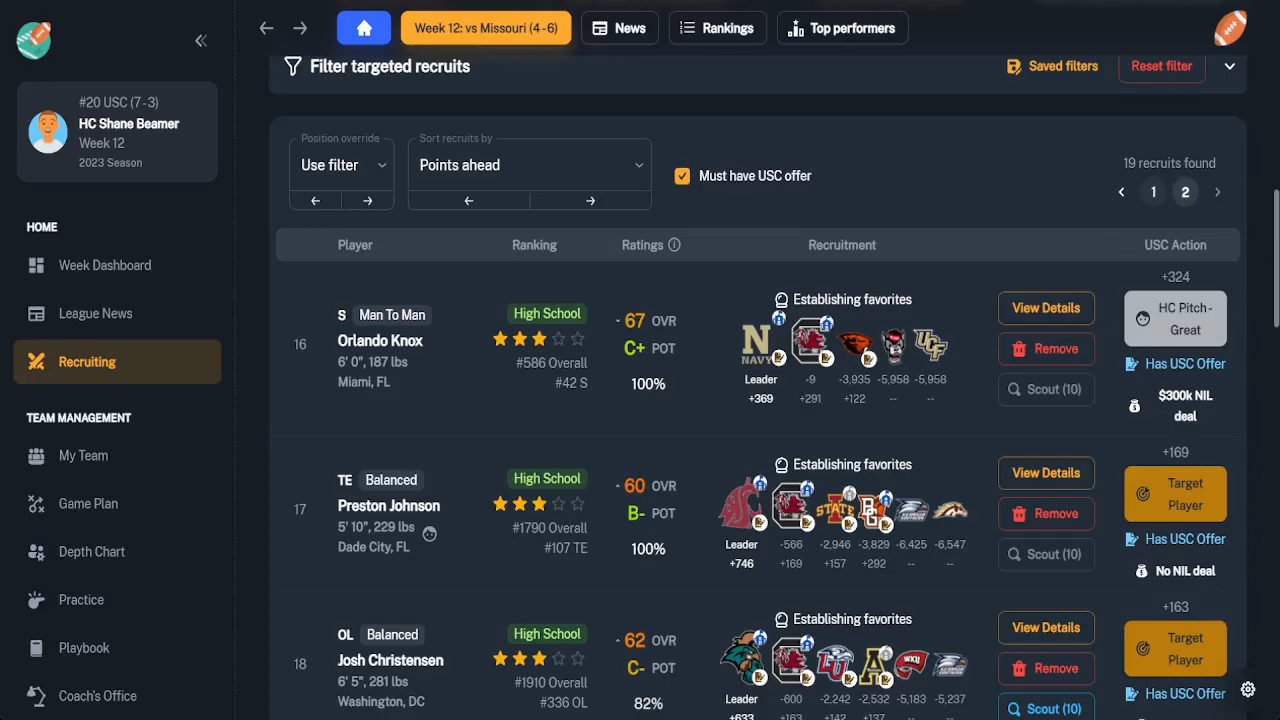 Week 12: vs Missouri (4-6)
News
Rankings
Top performers
#20 USC (7-3)
HC Shane Beamer
Week 12
2023 Season
HOME
Week Dashboard
League News
Recruiting
TEAM MANAGEMENT
My Team
Game Plan
Depth Chart
Practice
Playbook
Coach's Office
Filter targeted recruits
Saved filters
Reset filter
Position override
Use filter
Sort recruits by
Points ahead
Must have USC offer
19 recruits found
1 2
Player Ranking Ratings Recruitment USC Action
16
S Man To Man
Orlando Knox
6' 0", 187 lbs
Miami, FL
High School
#586 Overall
#42 S
67 OVR
C+ POT
100%
Establishing favorites
NAVY
Leader -9 -3,935 -5,958 -5,958
+369 +291 +122 -- --
View Details
Remove
Scout (10)
+324
HC Pitch -
Great
Has USC Offer
$300k NIL
deal
17
TE Balanced
Preston Johnson
5' 10", 229 lbs
Dade City, FL
High School
#1790 Overall
#107 TE
60 OVR
B- POT
100%
Establishing favorites
STATE
Leader -566 -2,946 -3,829 -6,425 -6,547
+746 +169 +157 +292 -- --
View Details
Remove
Scout (10)
+169
Target
Player
Has USC Offer
No NIL deal
18
OL Balanced
Josh Christensen
6' 5", 281 lbs
Washington, DC
High School
#1910 Overall
#336 OL
62 OVR
C- POT
82%
Establishing favorites
LU
WKU
Leader -600 -2,242 -2,532 -5,183 -5,237
+633 +163 +142 +137 -- --
View Details
Remove
Scout (10)
+163
Target
Player
Has USC Offer